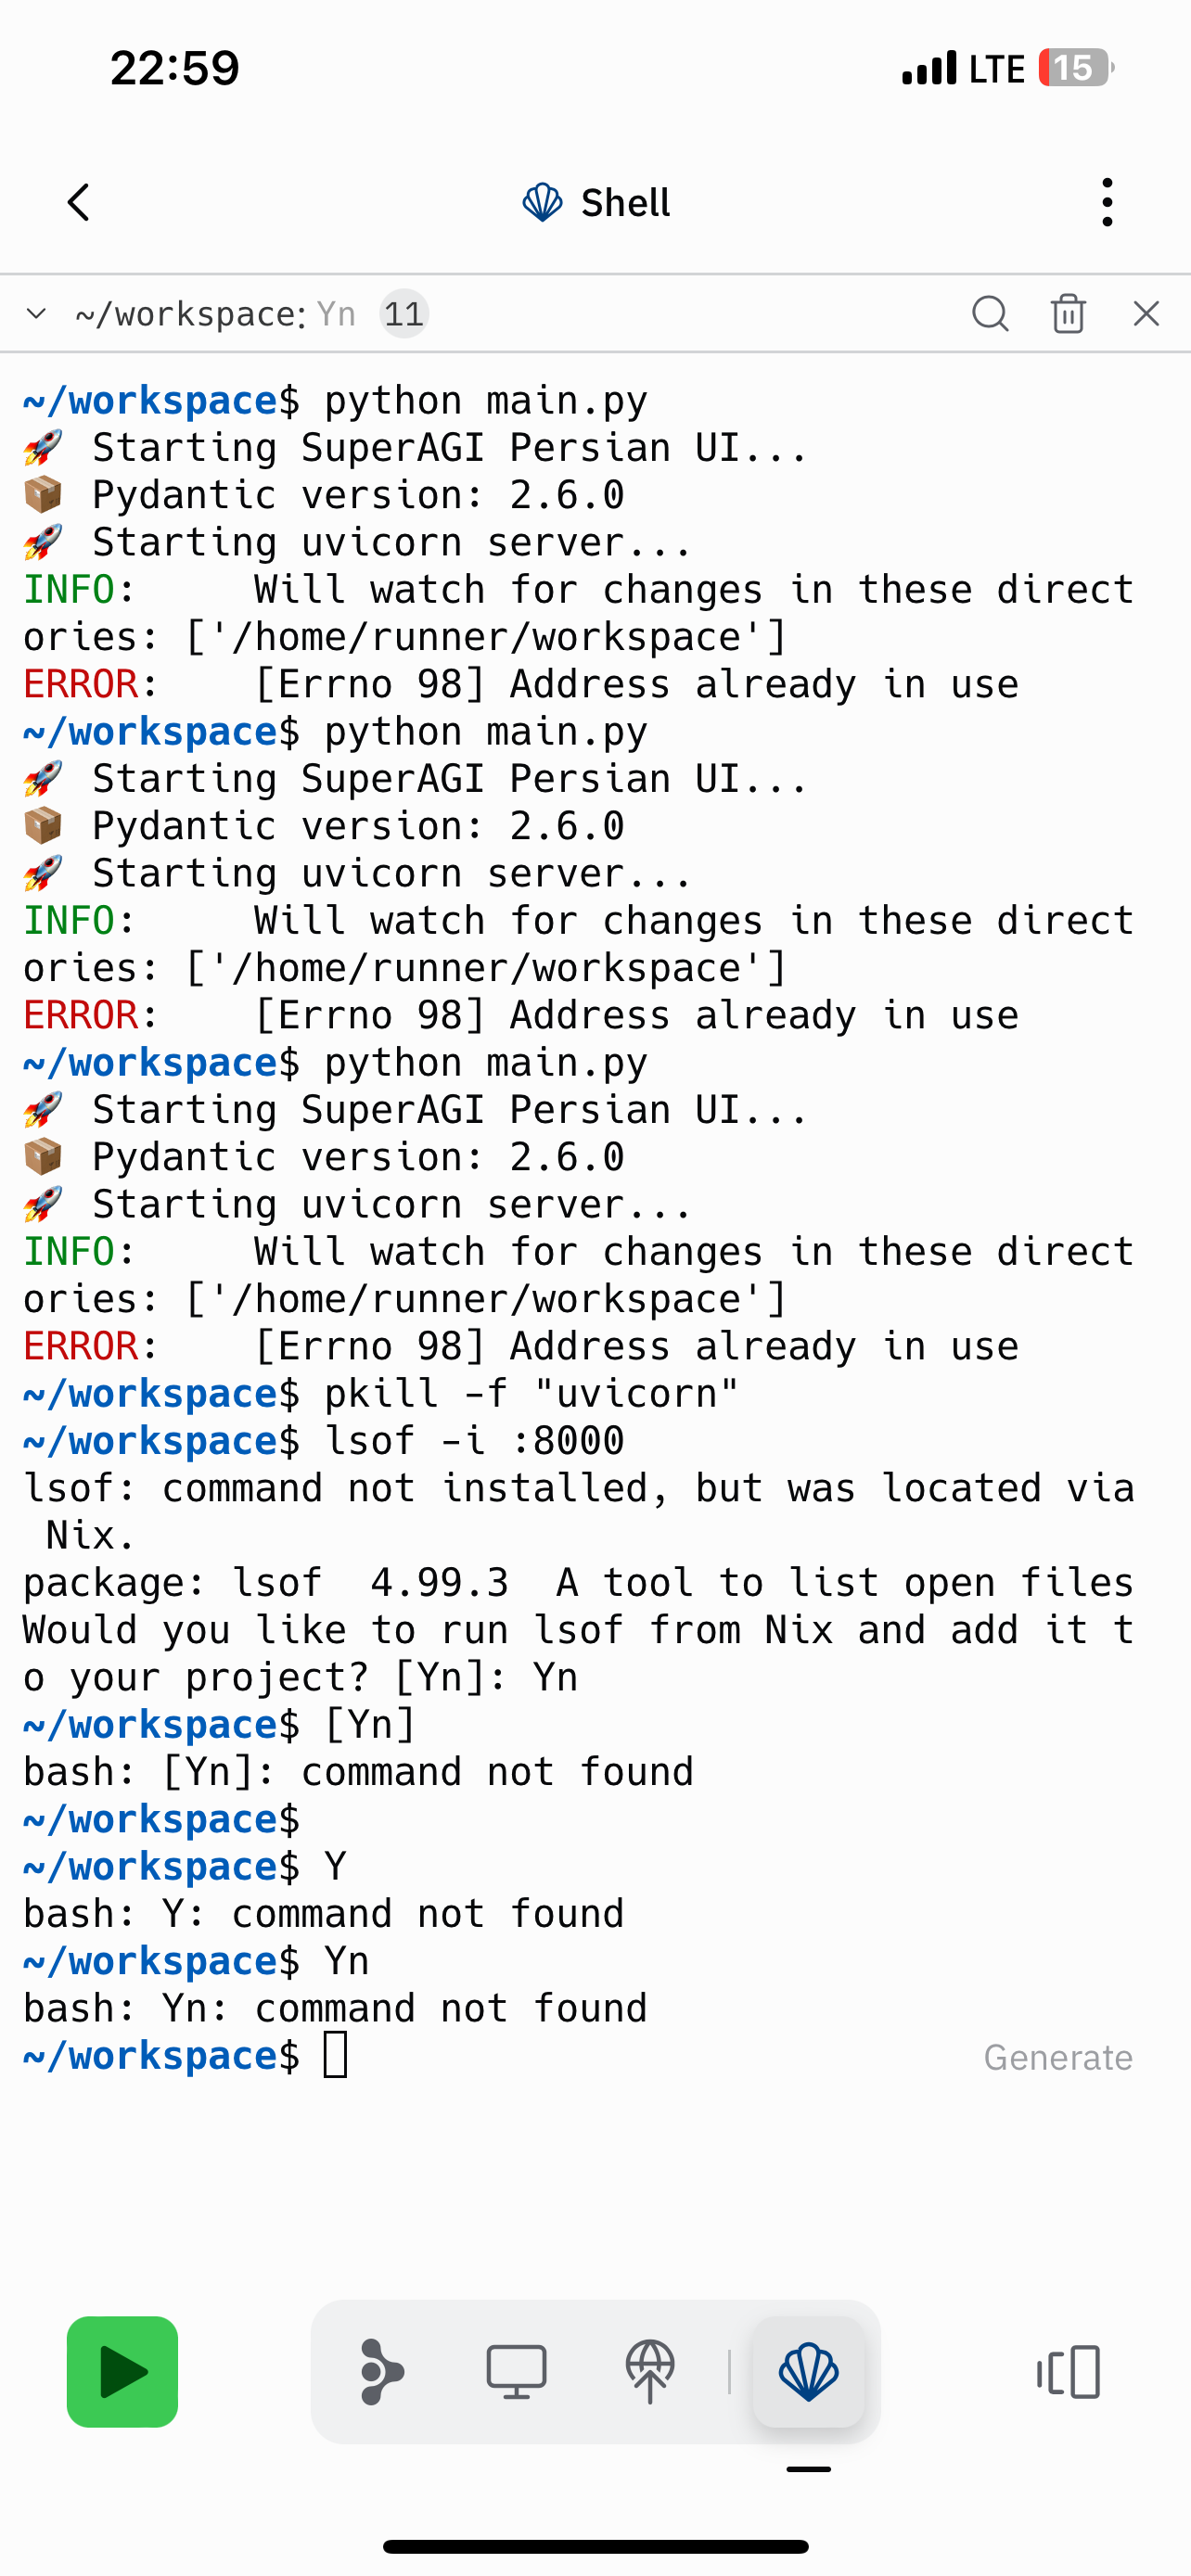 22:59
LTE 15
Shell
~/workspace: Yn 11
~/workspace$ python main.py
🚀 Starting SuperAGI Persian UI...
📦 Pydantic version: 2.6.0
🚀 Starting uvicorn server...
INFO:     Will watch for changes in these direct
ories: ['/home/runner/workspace']
ERROR:    [Errno 98] Address already in use
~/workspace$ python main.py
🚀 Starting SuperAGI Persian UI...
📦 Pydantic version: 2.6.0
🚀 Starting uvicorn server...
INFO:     Will watch for changes in these direct
ories: ['/home/runner/workspace']
ERROR:    [Errno 98] Address already in use
~/workspace$ python main.py
🚀 Starting SuperAGI Persian UI...
📦 Pydantic version: 2.6.0
🚀 Starting uvicorn server...
INFO:     Will watch for changes in these direct
ories: ['/home/runner/workspace']
ERROR:    [Errno 98] Address already in use
~/workspace$ pkill -f "uvicorn"
~/workspace$ lsof -i :8000
lsof: command not installed, but was located via
 Nix.
package: lsof  4.99.3  A tool to list open files
Would you like to run lsof from Nix and add it t
o your project? [Yn]: Yn
~/workspace$ [Yn]
bash: [Yn]: command not found
~/workspace$
~/workspace$ Y
bash: Y: command not found
~/workspace$ Yn
bash: Yn: command not found
~/workspace$
Generate